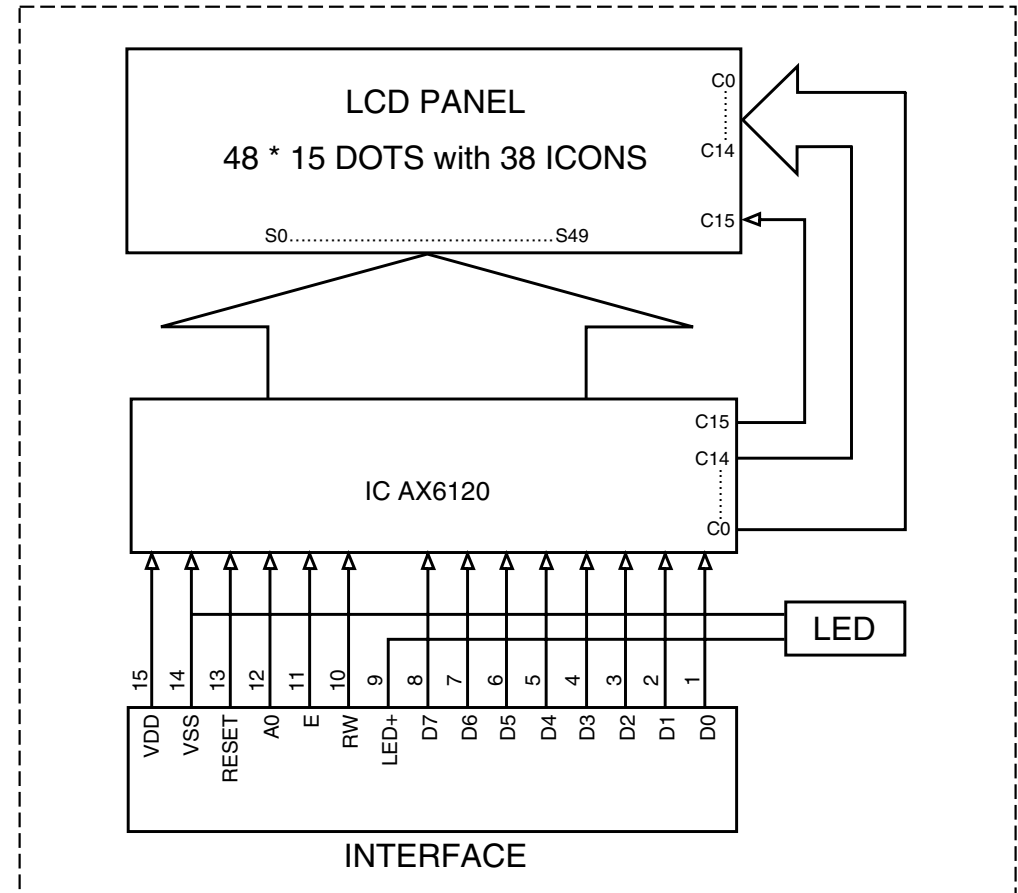 LCD PANEL
48 * 15 DOTS with 38 ICONS
C0
C14
C15
S0............................................S49
C15
C14
IC AX6120
C0
LED
15 14 13 12 11 10 9 8 7 6 5 4 3 2 1
VDD VSS RESET A0 E RW LED+ D7 D6 D5 D4 D3 D2 D1 D0
INTERFACE